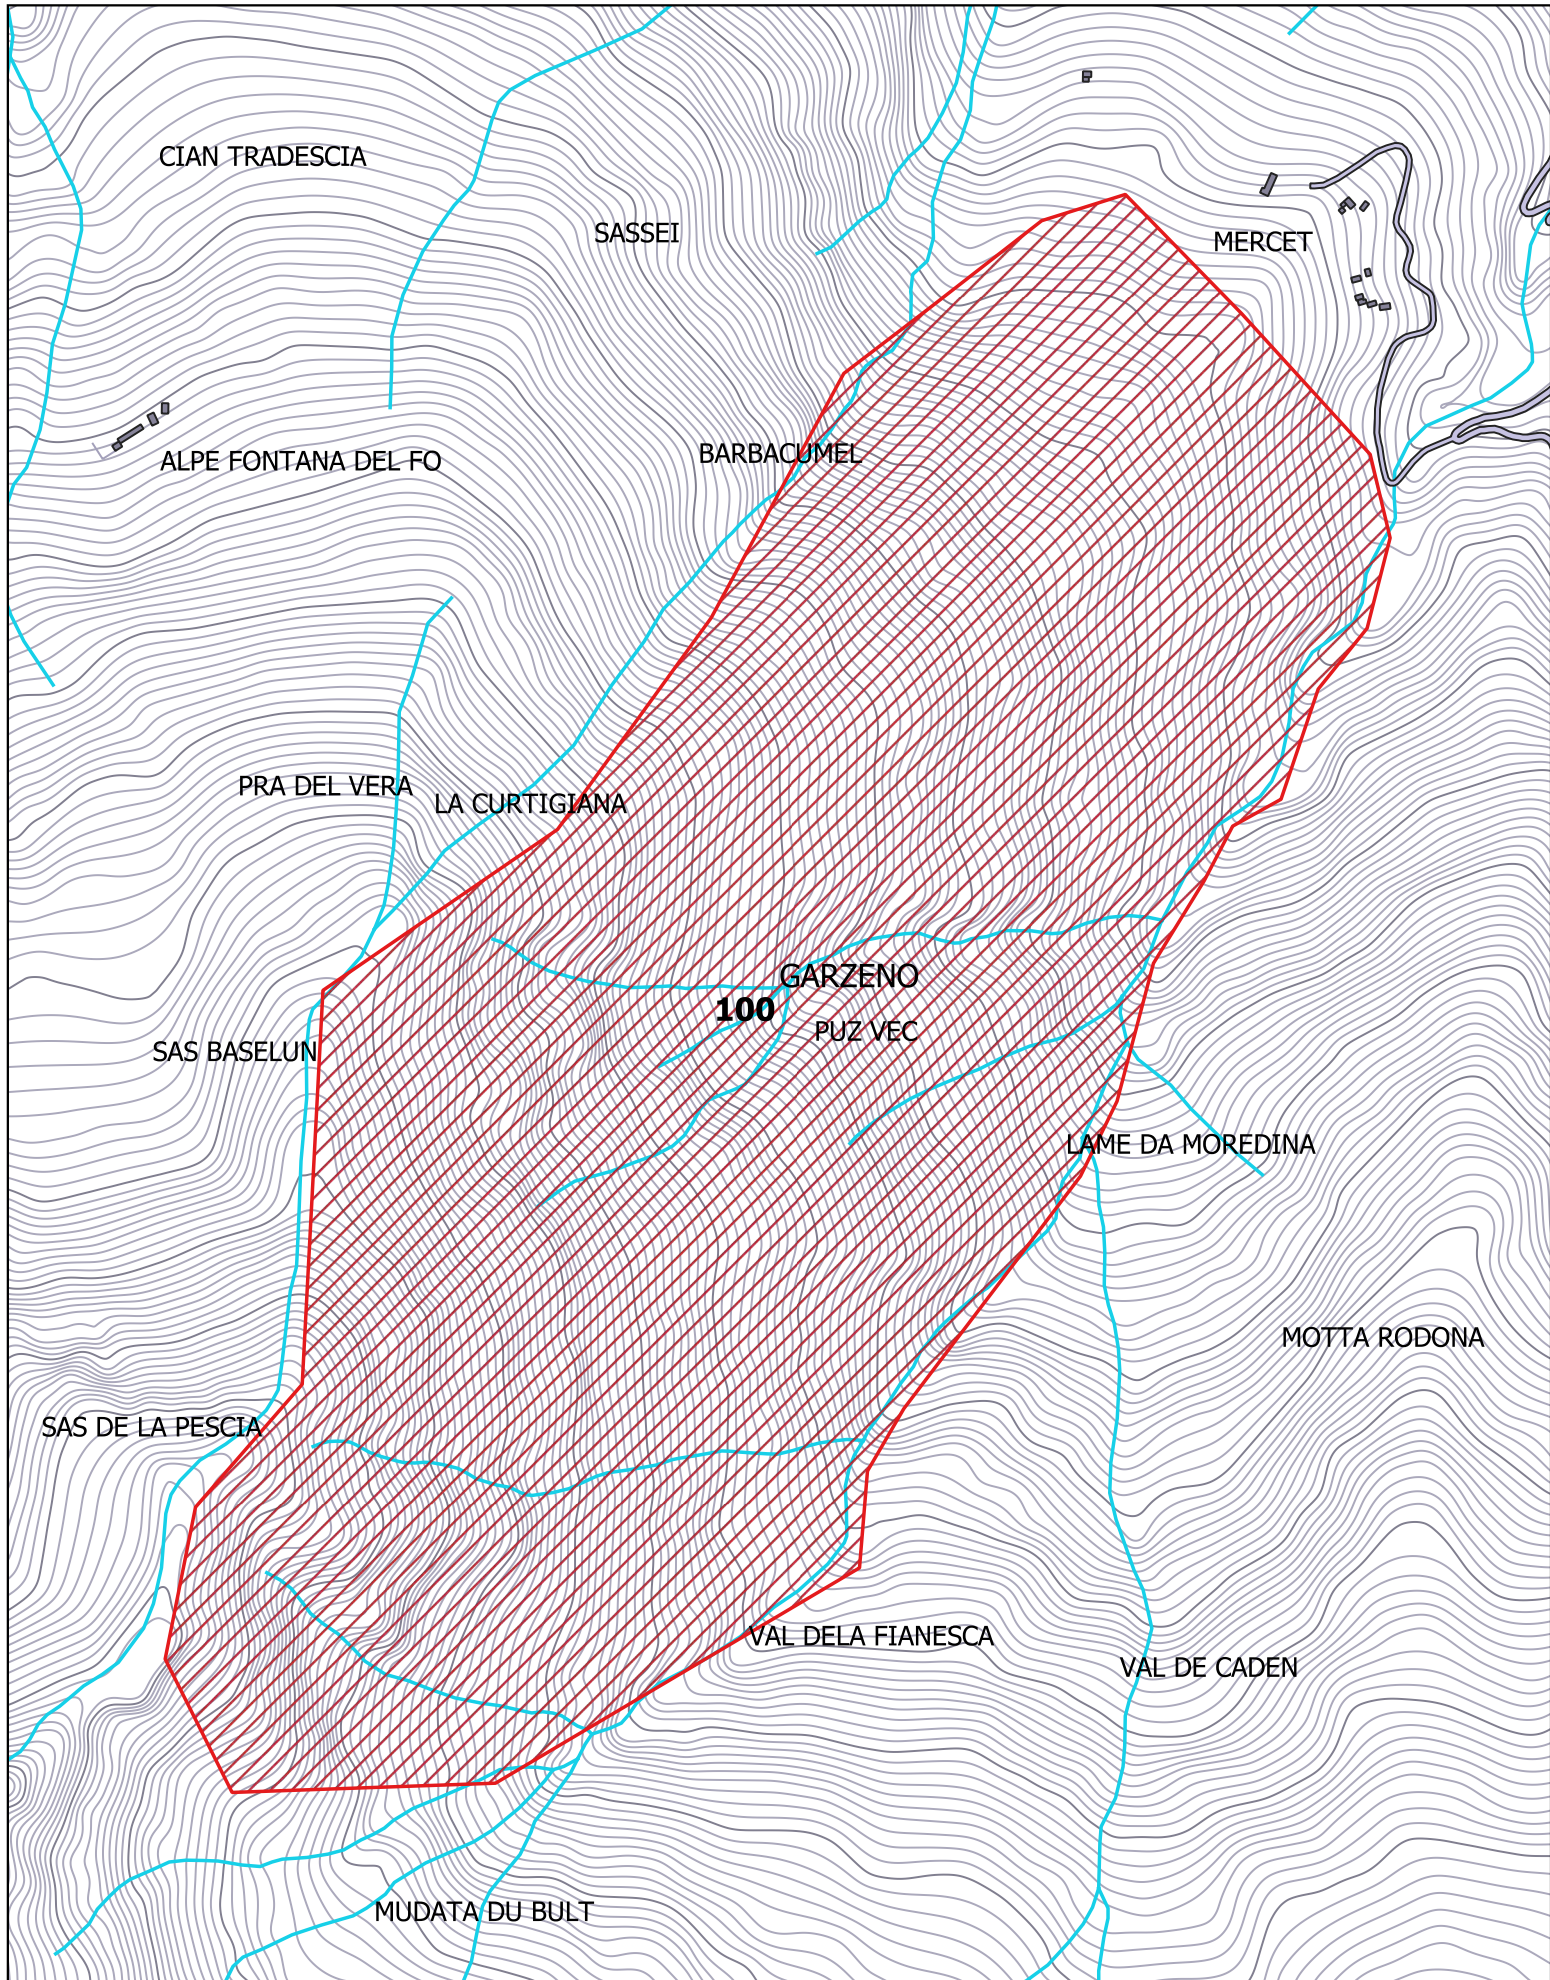 CIAN TRADESCIA
SASSEI
MERCET
BARBACUMEL
ALPE FONTANA DEL FO
PRA DEL VERA
LA CURTIGIANA
GARZENO
100
PUZ VEC
SAS BASELUN
LAME DA MOREDINA
MOTTA RODONA
SAS DE LA PESCIA
VAL DELA FIANESCA
VAL DE CADEN
MUDATA DU BULT